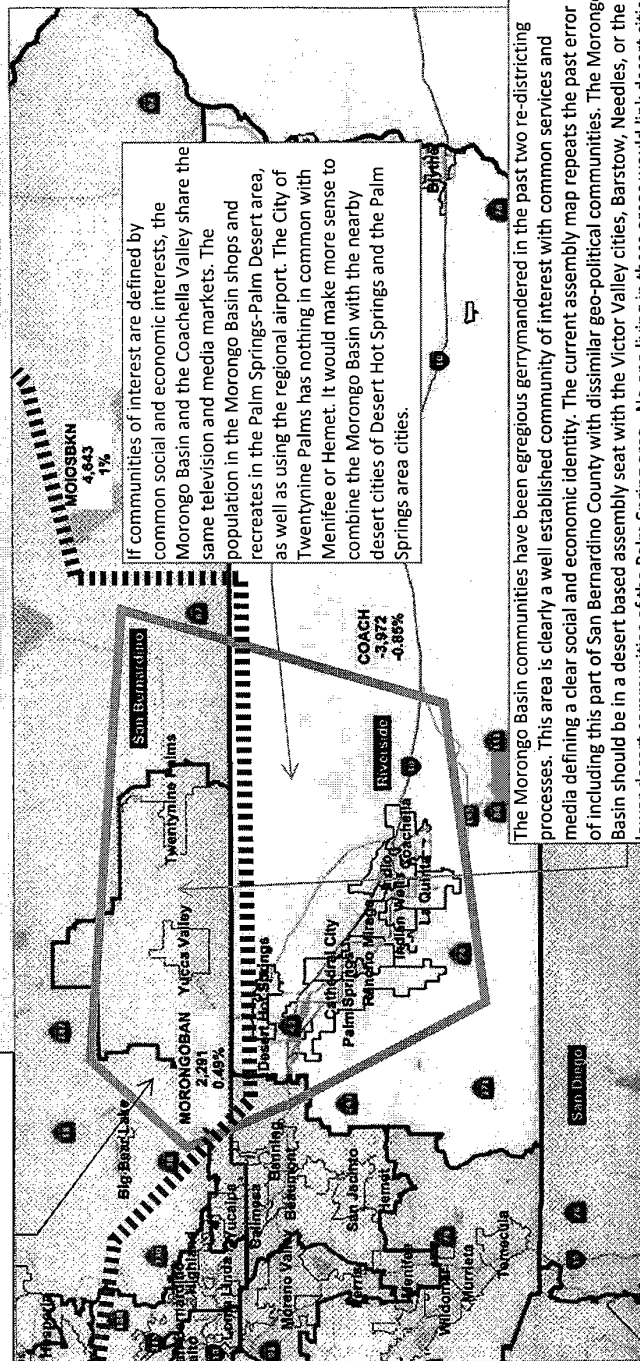 MOIOSBKN
4,643
1%
If communities of interest are defined by
common social and economic interests, the
Morongo Basin and the Coachella Valley share the
same television and media markets. The
population in the Morongo Basin shops and
recreates in the Palm Springs-Palm Desert area,
as well as using the regional airport. The City of
Twentynine Palms has nothing in common with
Menifee or Hemet. It would make more sense to
combine the Morongo Basin with the nearby
desert cities of Desert Hot Springs and the Palm
Springs area cities.
Blythe
San Bernardino
Twentynine Palms
Yucca Valley
MORONGOBAN
2,291
0.49%
Big Bear Lake
COACH
-3,972
-0.85%
Riverside
Desert Hot Springs
Cathedral City
Palm Springs
Rancho Mirage
Indian Wells
Indio
Coachella
La Quinta
Hesperia
Highland
Loma Linda
Yucaipa
Calimesa
Banning
Beaumont
Moreno Valley
San Jacinto
Hemet
Perris
Menifee
Wildomar
Murrieta
Temecula
San Diego
The Morongo Basin communities have been egregious gerrymandered in the past two re-districting
processes. This area is clearly a well established community of interest with common services and
media defining a clear social and economic identity. The current assembly map repeats the past error
of including this part of San Bernardino County with dissimilar geo-political communities. The Morongo
Basin should be in a desert based assembly seat with the Victor Valley cities, Barstow, Needles, or the